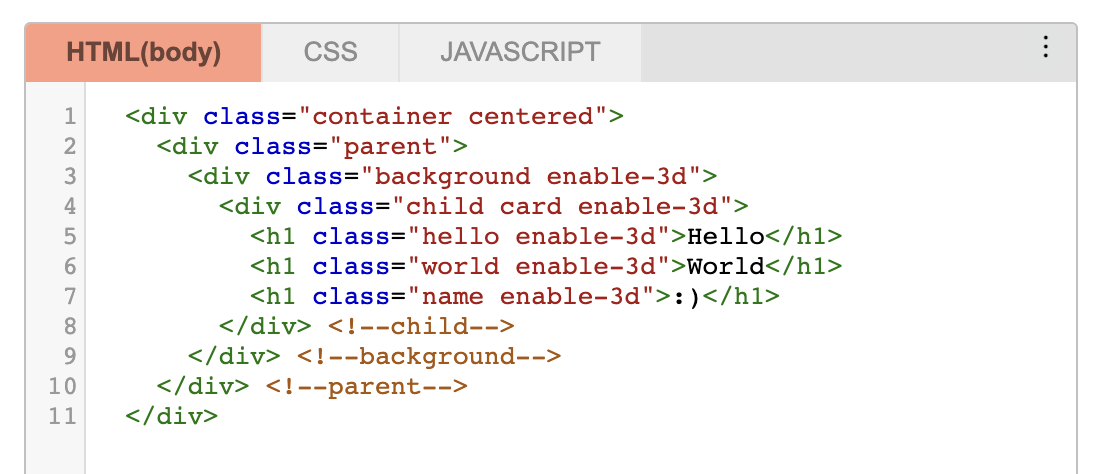 HTML(body) CSS JAVASCRIPT
1 <div class="container centered">
2 <div class="parent">
3 <div class="background enable-3d">
4 <div class="child card enable-3d">
5 <h1 class="hello enable-3d">Hello</h1>
6 <h1 class="world enable-3d">World</h1>
7 <h1 class="name enable-3d">:)</h1>
8 </div> <!--child-->
9 </div> <!--background-->
10 </div> <!--parent-->
11 </div>